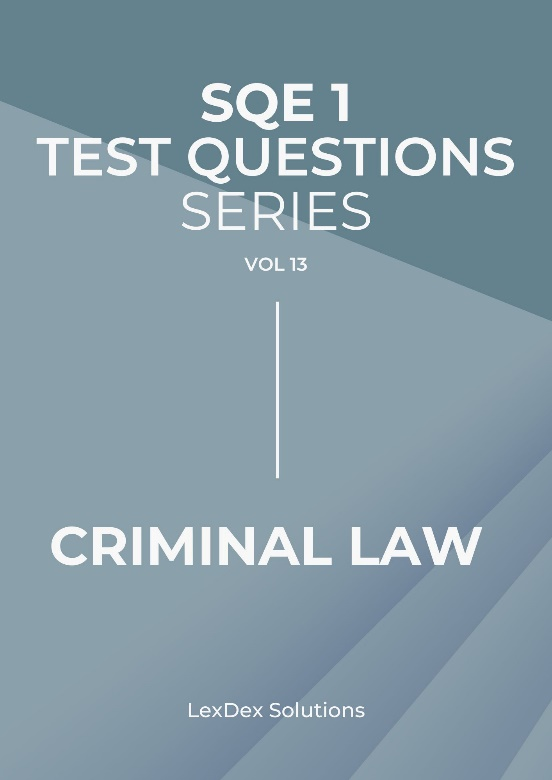 SQE 1
TEST QUESTIONS
SERIES
VOL 13
CRIMINAL LAW
LexDex Solutions